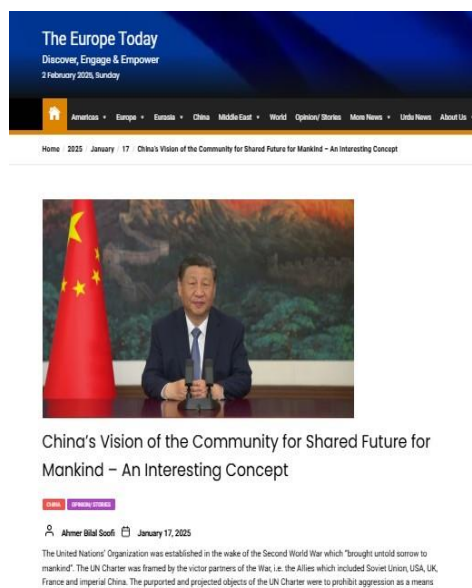 The Europe Today
Discover, Engage & Empower
2 February 2025, Sunday
Americas Europe Eurasia China Middle East World Opinion/ Stories More News Urdu News About Us
Home / 2025 / January / 17 / China's Vision of the Community for Shared Future for Mankind – An Interesting Concept
China's Vision of the Community for Shared Future for
Mankind – An Interesting Concept
CHINA OPINION/ STORIES
Ahmer Bilal Soofi January 17, 2025
The United Nations' Organization was established in the wake of the Second World War which "brought untold sorrow to
mankind". The UN Charter was framed by the victor partners of the War, i.e. the Allies which included Soviet Union, USA, UK,
France and imperial China. The purported and projected objects of the UN Charter were to prohibit aggression as a means